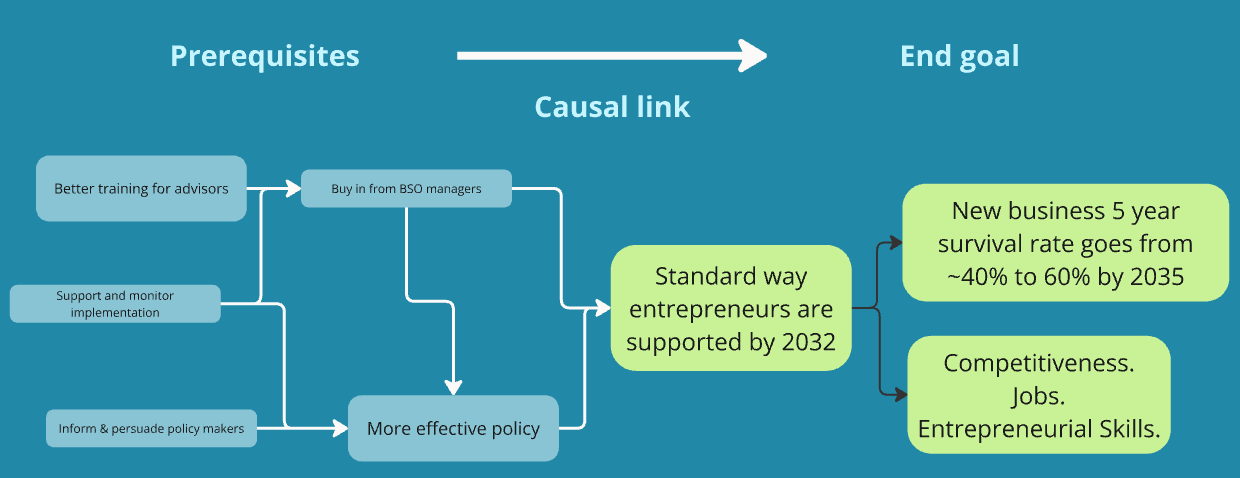 Prerequisites
End goal
Causal link
Better training for advisors
Buy in from BSO managers
Support and monitor
implementation
Inform & persuade policy makers
More effective policy
Standard way
entrepreneurs are
supported by 2032
New business 5 year
survival rate goes from
~40% to 60% by 2035
Competitiveness.
Jobs.
Entrepreneurial Skills.